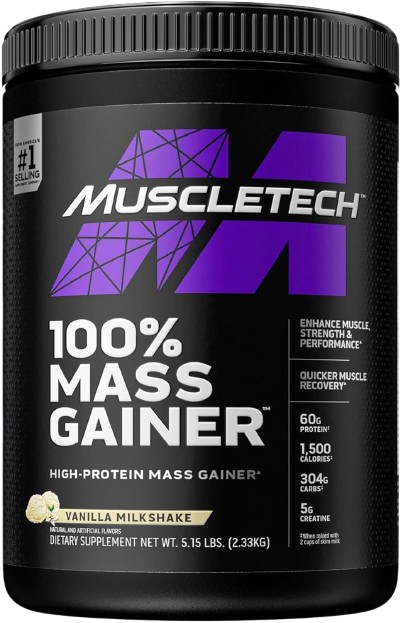 #1
SELLING
MUSCLETECH™
100%
MASS
GAINER™
HIGH-PROTEIN MASS GAINER^
VANILLA MILKSHAKE
NATURAL AND ARTIFICIAL FLAVORS
DIETARY SUPPLEMENT NET WT. 5.15 LBS. (2.33KG)
ENHANCE MUSCLE,
STRENGTH &
PERFORMANCE^
QUICKER MUSCLE
RECOVERY^
60G
PROTEIN‡
1,500
CALORIES‡
304G
CARBS‡
5G
CREATINE
‡When mixed with
2 cups of skim milk